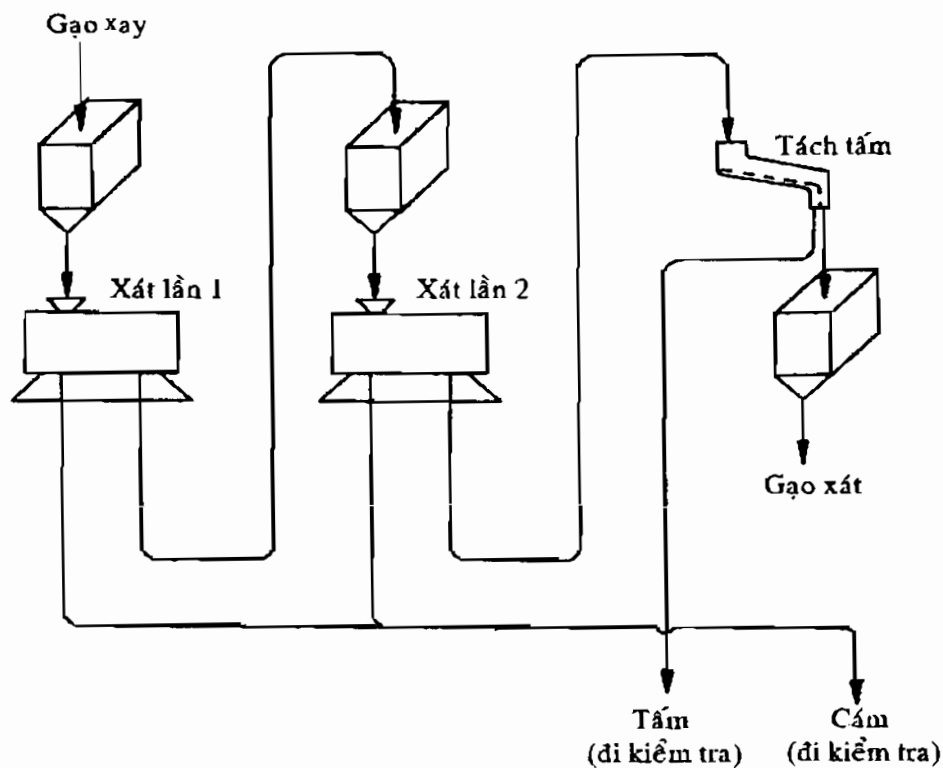 Gạo xay
Tách tấm
Xát lần 1
Xát lần 2
Gạo xát
Tấm
(đi kiểm tra)
Cám
(đi kiểm tra)